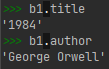 >>> b1.title
'1984'
>>> b1.author
'George Orwell'